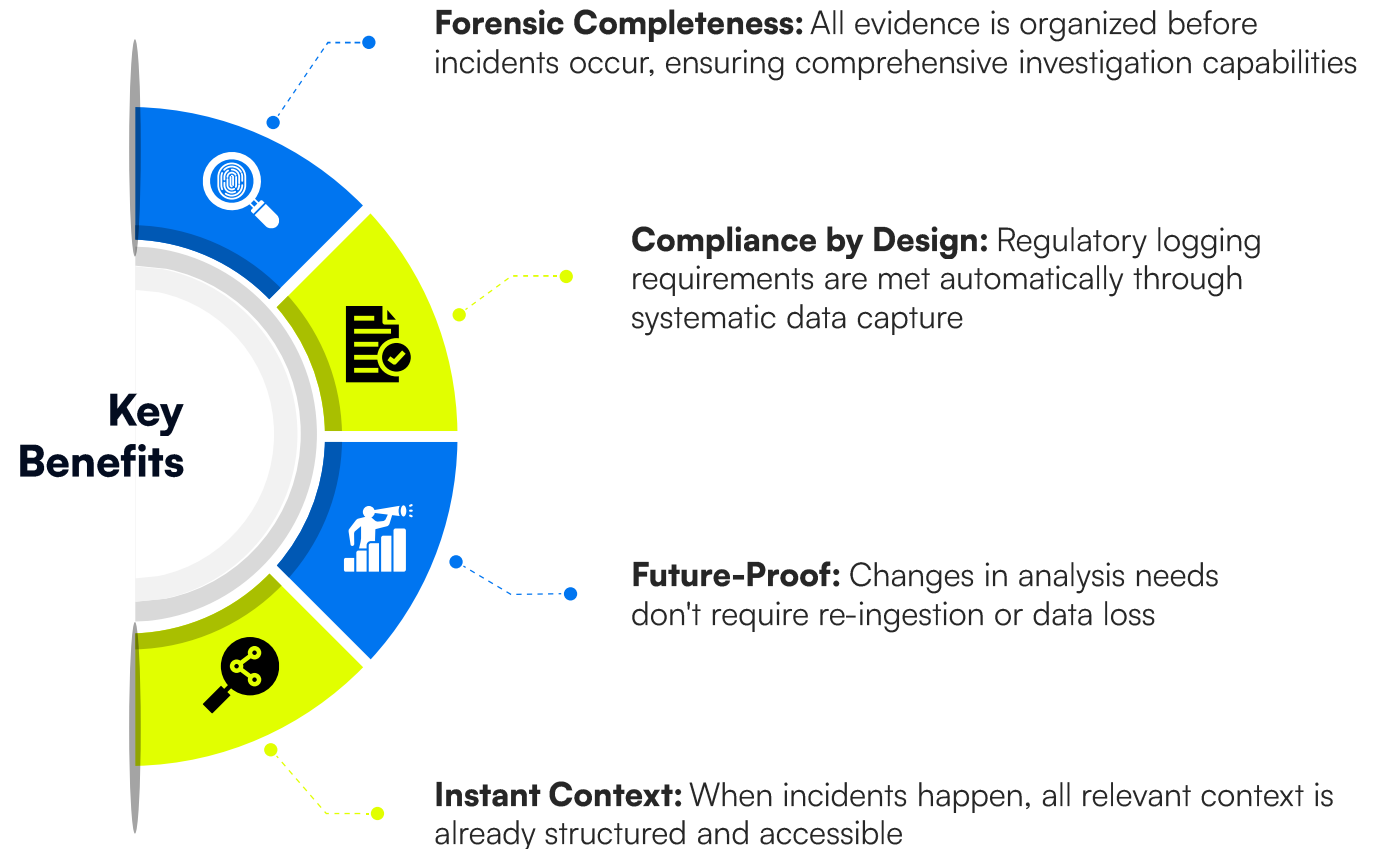 Forensic Completeness: All evidence is organized before
incidents occur, ensuring comprehensive investigation capabilities
Compliance by Design: Regulatory logging
requirements are met automatically through
systematic data capture
Key
Benefits
Future-Proof: Changes in analysis needs
don't require re-ingestion or data loss
Instant Context: When incidents happen, all relevant context is
already structured and accessible